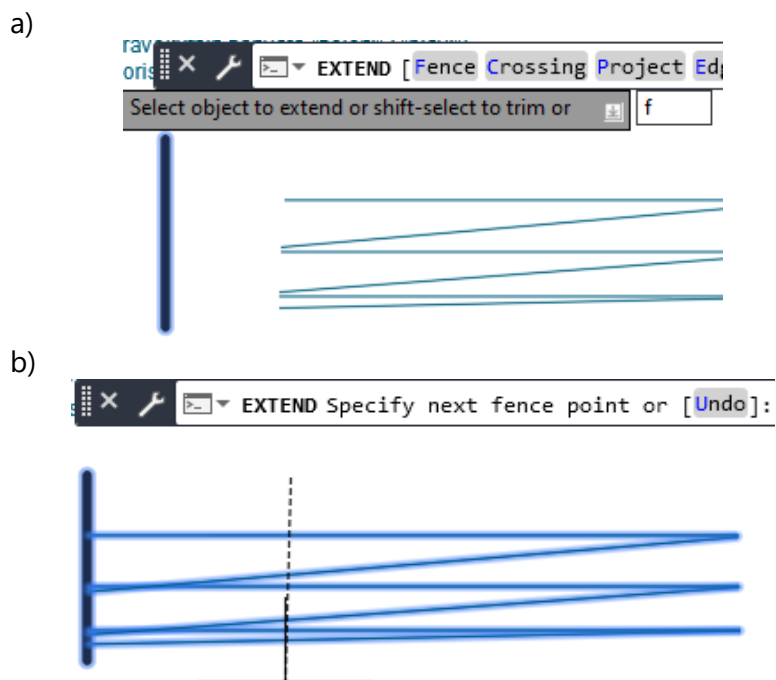 a)
EXTEND [Fence Crossing Project
Select object to extend or shift-select to trim or f
b)
EXTEND Specify next fence point or [Undo]: